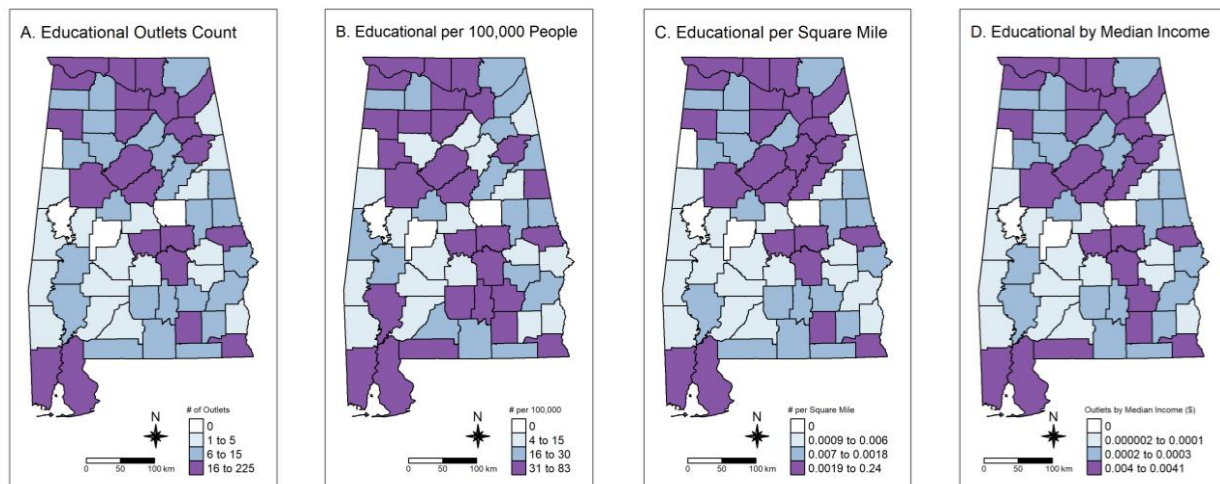 A. Educational Outlets Count
N
# of Outlets
0
1 to 5
6 to 15
16 to 225
0 50 100 km
B. Educational per 100,000 People
N
# per 100,000
0
4 to 15
16 to 30
31 to 83
0 50 100 km
C. Educational per Square Mile
N
# per Square Mile
0
0.0009 to 0.006
0.007 to 0.0018
0.0019 to 0.24
0 50 100 km
D. Educational by Median Income
N
Outlets by Median Income ($)
0
0.000002 to 0.0001
0.0002 to 0.0003
0.004 to 0.0041
0 50 100 km